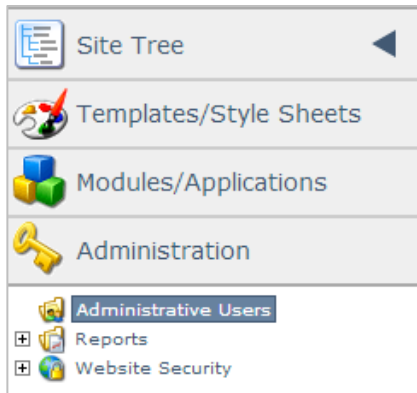 Site Tree
Templates/Style Sheets
Modules/Applications
Administration
Administrative Users
Reports
Website Security